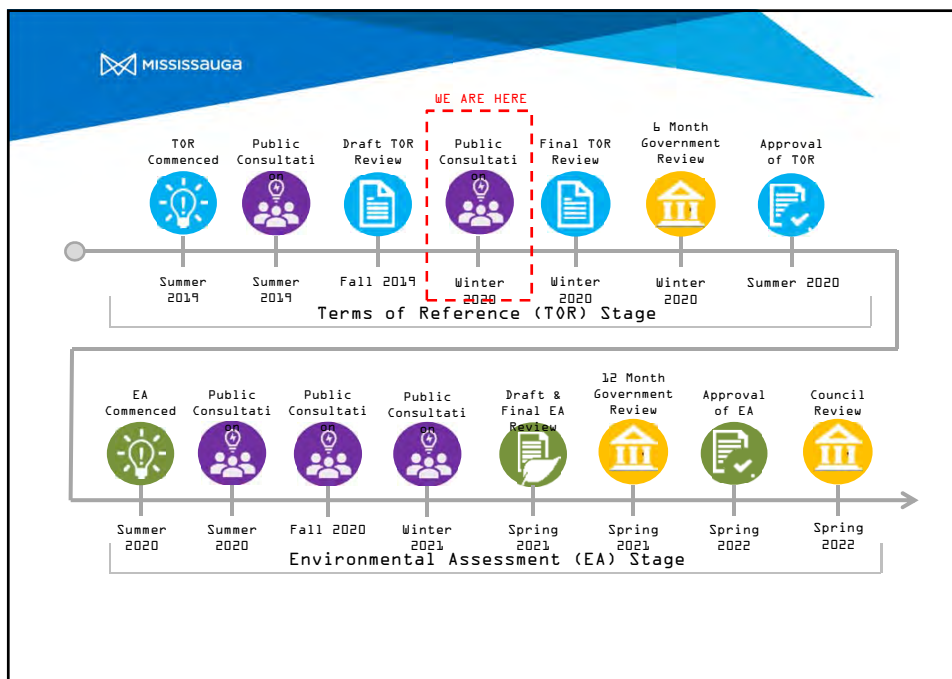 MISSISSAUGA
WE ARE HERE
TOR
Commenced
Public
Consultati
on
Draft TOR
Review
Public
Consultati
on
Final TOR
Review
6 Month
Government
Review
Approval
of TOR
Summer
2019
Summer
2019
Fall 2019
Winter
2020
Winter
2020
Winter
2020
Summer 2020
Terms of Reference (TOR) Stage
EA
Commenced
Public
Consultati
on
Public
Consultati
on
Public
Consultati
on
Draft &
Final EA
Review
12 Month
Government
Review
Approval
of EA
Council
Review
Summer
2020
Summer
2020
Fall 2020
Winter
2021
Spring
2021
Spring
2021
Spring
2022
Spring
2022
Environmental Assessment (EA) Stage